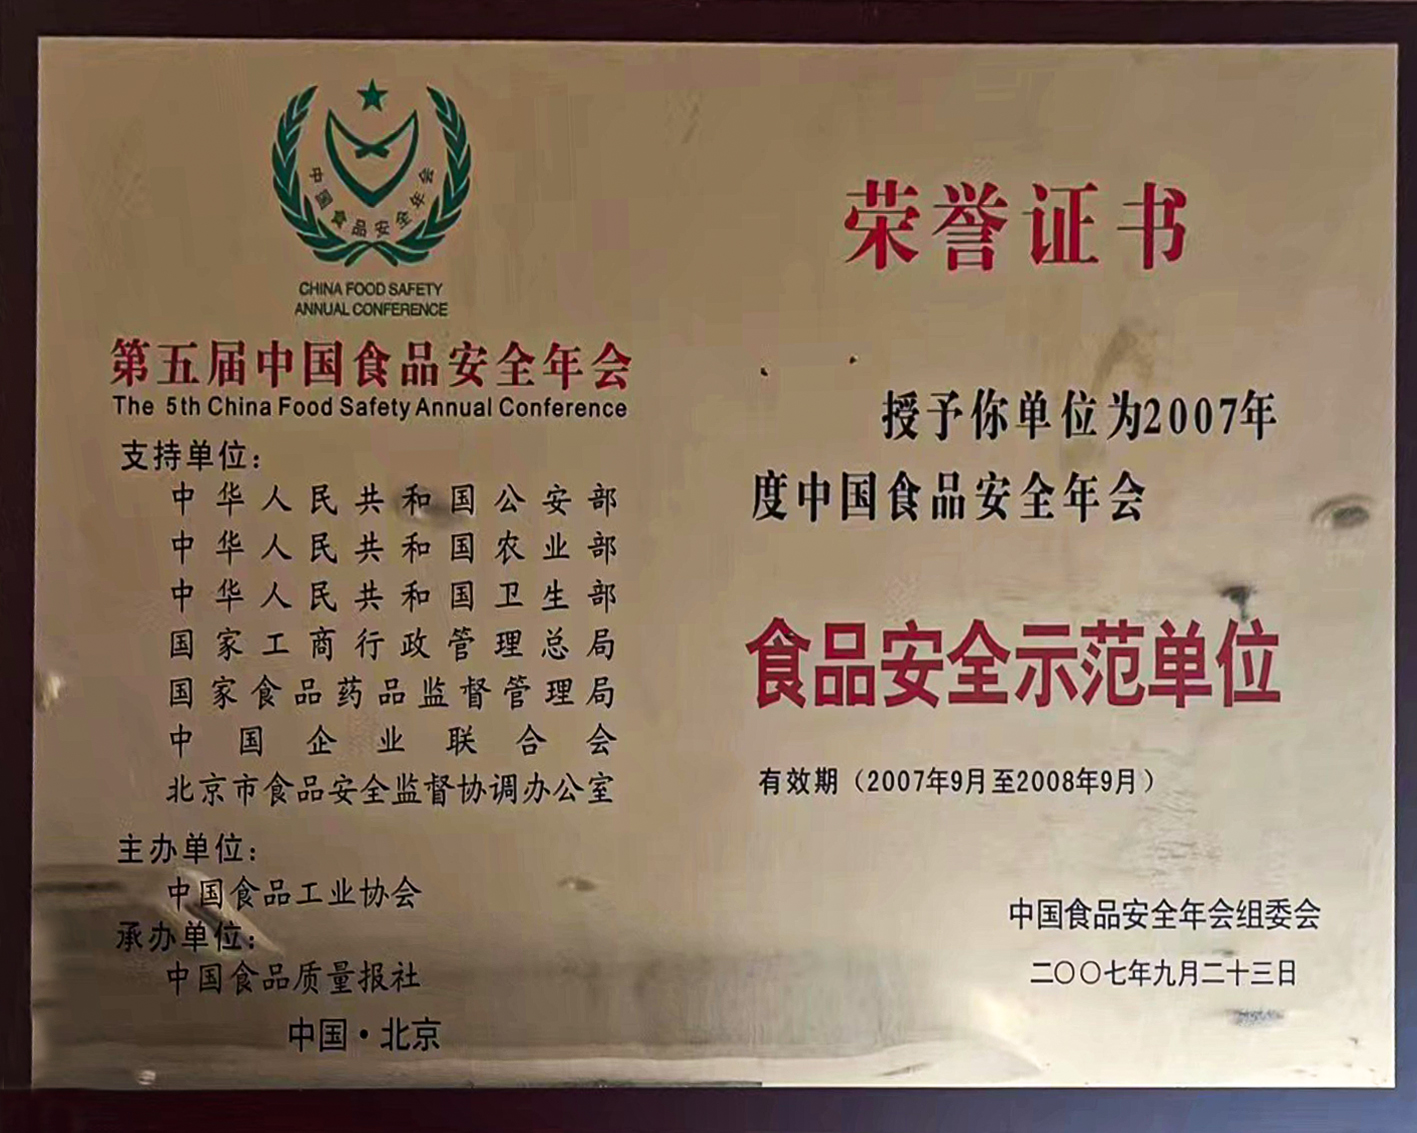 中国食品安全年会
CHINA FOOD SAFETY
ANNUAL CONFERENCE
第五届中国食品安全年会
The 5th China Food Safety Annual Conference
支持单位：
中华人民共和国公安部
中华人民共和国农业部
中华人民共和国卫生部
国家工商行政管理总局
国家食品药品监督管理局
中国企业联合会
北京市食品安全监督协调办公室
主办单位：
中国食品工业协会
承办单位：
中国食品质量报社
中国·北京
荣誉证书
授予你单位为2007年
度中国食品安全年会
食品安全示范单位
有效期（2007年9月至2008年9月）
中国食品安全年会组委会
二〇〇七年九月二十三日